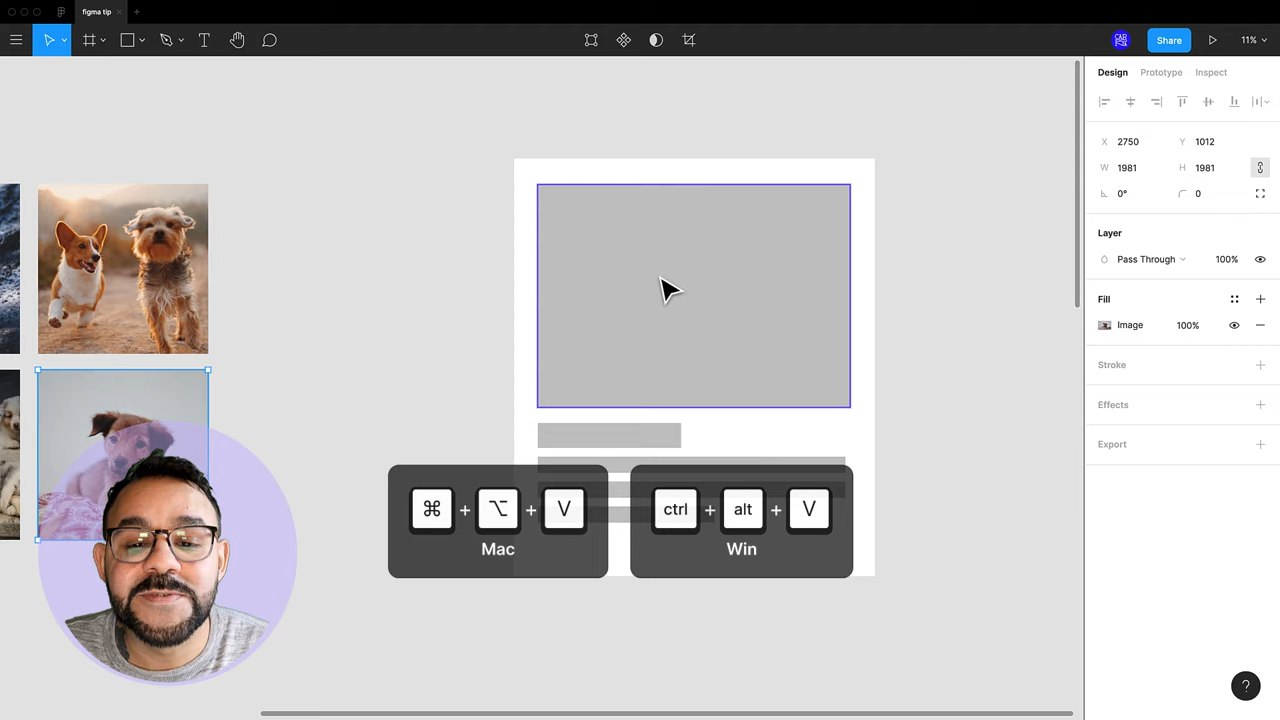 figma tip
Share
11%
Design Prototype Inspect
X 2750 Y 1012
W 1981 H 1981
0° 0
Layer
Pass Through 100%
Fill
Image 100%
Stroke
Effects
Export
⌘ + ⌥ + V
Mac
ctrl + alt + V
Win
?